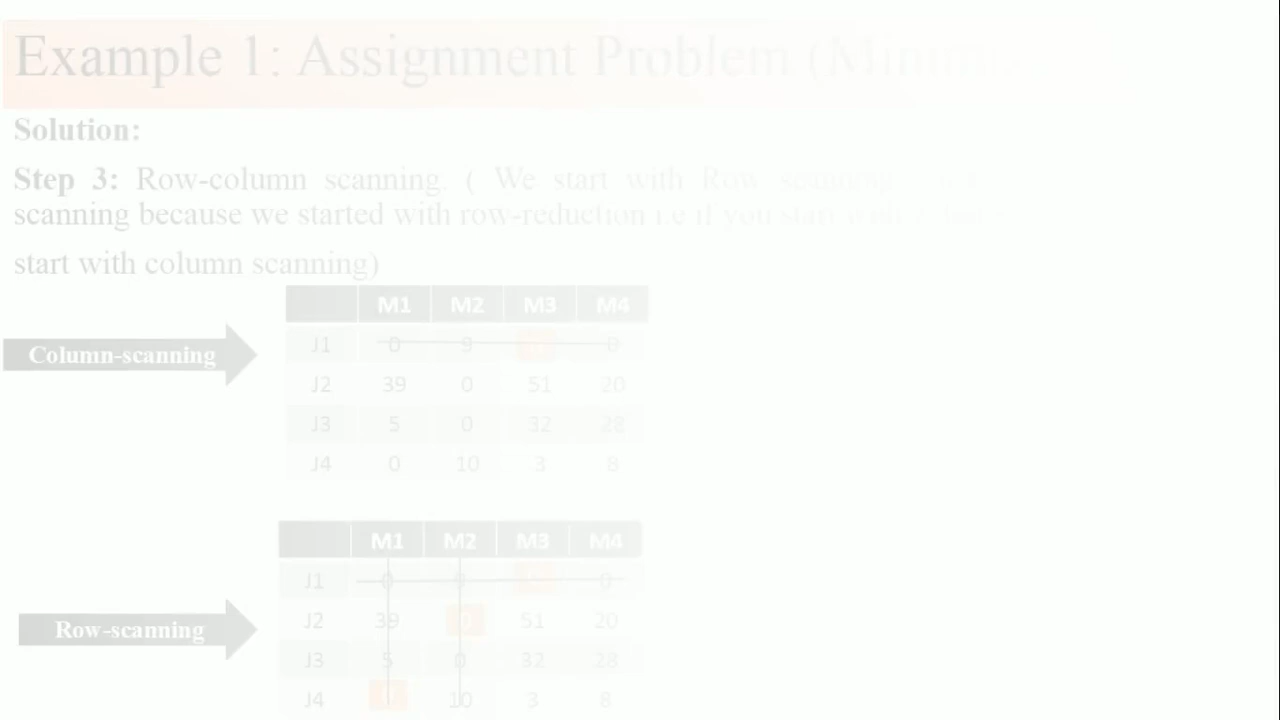 Example 1: Assignment Problem
Solution:
Step 3: Row-column scanning. ( We start with Row scanning
scanning because we started with row-reduction i.e if you start with
start with column scanning)
M1 M2 M3 M4
Column-scanning
J1 0 9 0
J2 39 0 51 20
J3 5 0 32 28
J4 0 10 3 8
M1 M2 M3 M4
J1 0 9 0
Row-scanning
J2 39 0 51 20
J3 5 0 32 28
J4 0 10 3 8